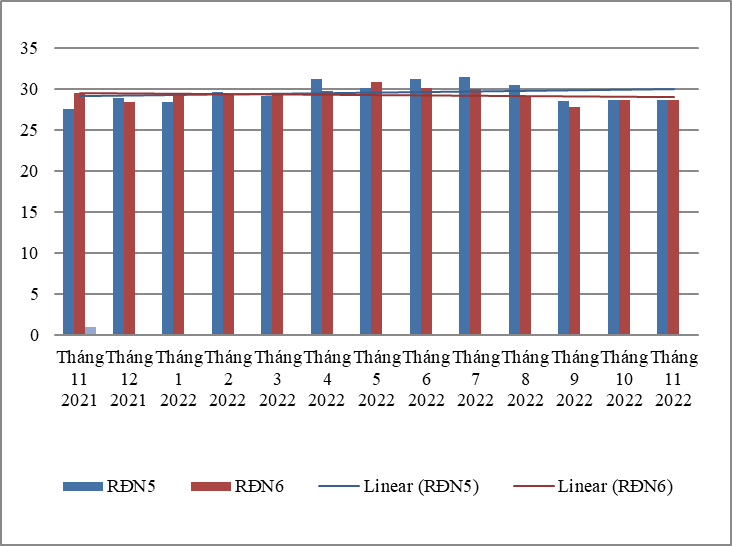 35
30
25
20
15
10
5
0
Tháng Tháng Tháng Tháng Tháng Tháng Tháng Tháng Tháng Tháng Tháng Tháng Tháng
11 12 1 2 3 4 5 6 7 8 9 10 11
2021 2021 2022 2022 2022 2022 2022 2022 2022 2022 2022 2022 2022
RĐN5 RĐN6 Linear (RĐN5) Linear (RĐN6)